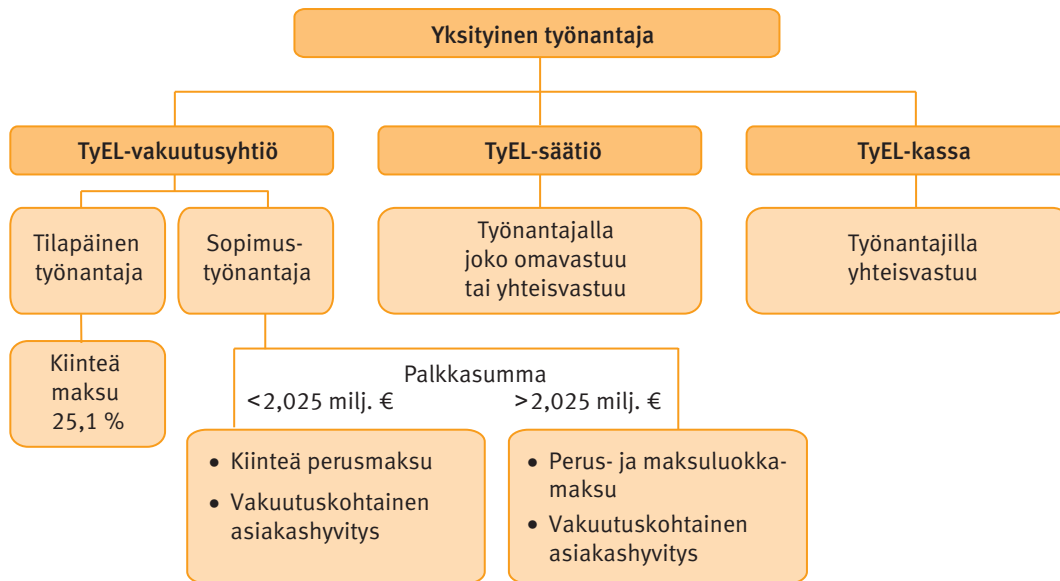 Yksityinen työnantaja
TyEL-vakuutusyhtiö
TyEL-säätiö
TyEL-kassa
Tilapäinen
työnantaja
Sopimus-
työnantaja
Työnantajalla
joko omavastuu
tai yhteisvastuu
Työnantajilla
yhteisvastuu
Kiinteä
maksu
25,1 %
Palkkasumma
<2,025 milj. € >2,025 milj. €
• Kiinteä perusmaksu
• Vakuutuskohtainen
asiakashyvitys
• Perus- ja maksuluokka-
maksu
• Vakuutuskohtainen
asiakashyvitys